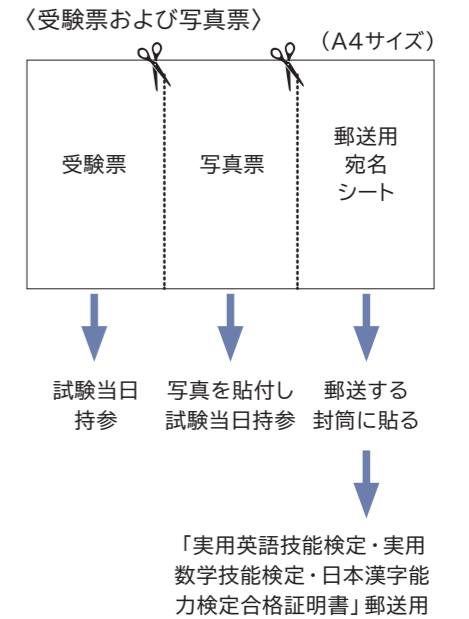 〈受験票および写真票〉
（A4サイズ）
受験票
写真票
郵送用
宛名
シート
試験当日
持参
写真を貼付し
試験当日持参
郵送する
封筒に貼る
「実用英語技能検定・実用
数学技能検定・日本漢字能
力検定合格証明書」郵送用